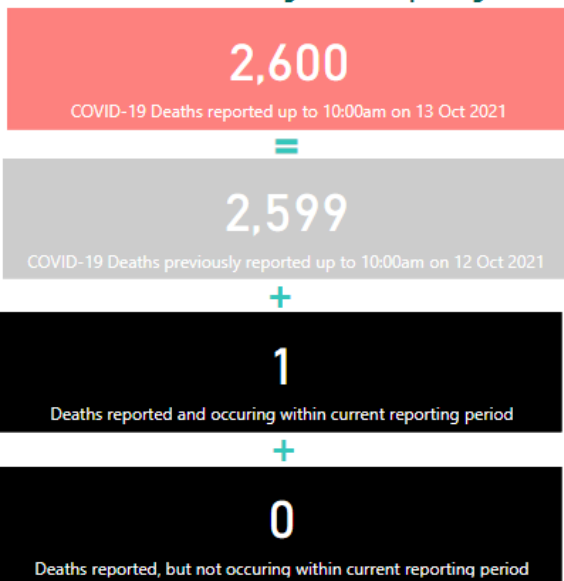 2,600
COVID-19 Deaths reported up to 10:00am on 13 Oct 2021
=
2,599
COVID-19 Deaths previously reported up to 10:00am on 12 Oct 2021
+
1
Deaths reported and occuring within current reporting period
+
0
Deaths reported, but not occuring within current reporting period